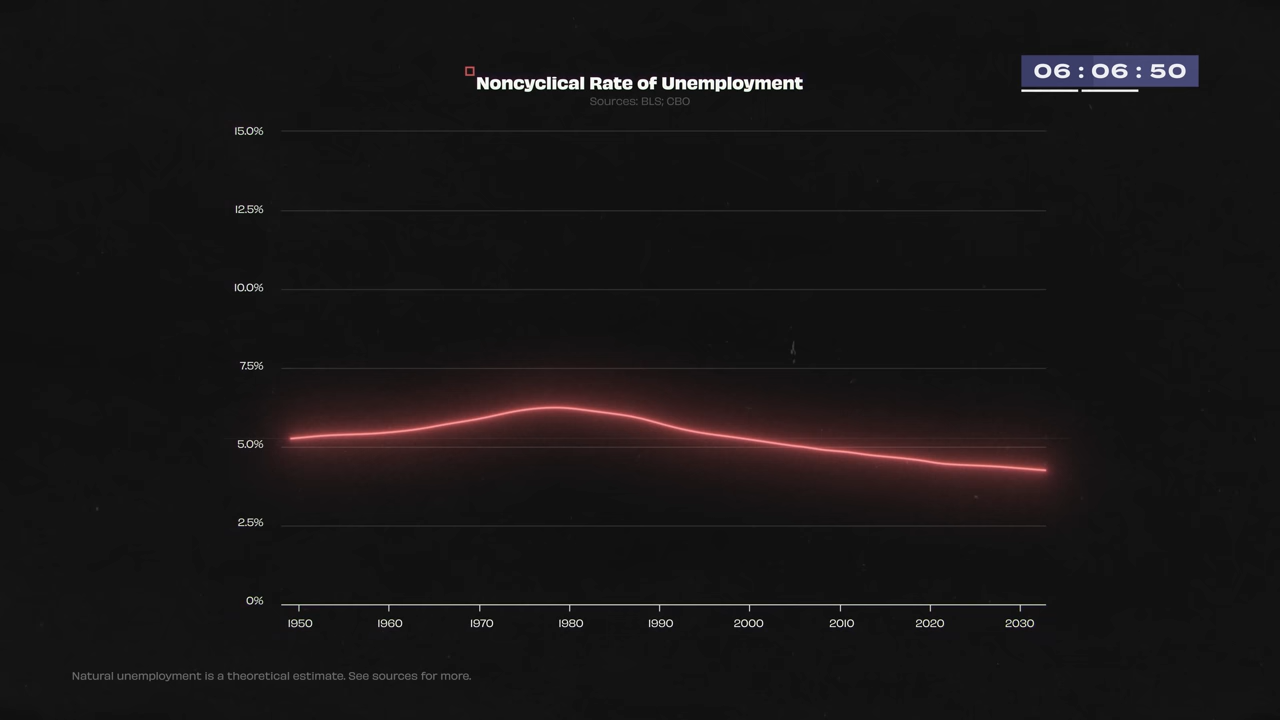 Noncyclical Rate of Unemployment
Sources: BLS; CBO
06 : 06 : 50
15.0%
12.5%
10.0%
7.5%
5.0%
2.5%
0%
1950 1960 1970 1980 1990 2000 2010 2020 2030
Natural unemployment is a theoretical estimate. See sources for more.